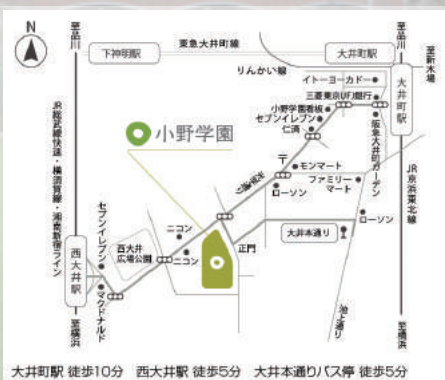 至品川
至品川
N
下神明駅
東急大井町線
大井町駅
りんかい線
至新木場
イトーヨーカドー
三菱東京UFJ銀行
大井町駅
小野学園看板
セブンイレブン
仁済
阪急大井町ガーデン
小野学園
JR総武線快速・横須賀線・湘南新宿ライン
光学通り
モンマート
ファミリーマート
JR京浜東北線
ローソン
ローソン
セブンイレブン
ニコン
西大井広場公園
ニコン
正門
大井本通り
西大井駅
マクドナルド
池上通り
至横浜
至横浜
大井町駅 徒歩10分 西大井駅 徒歩5分 大井本通りバス停 徒歩5分